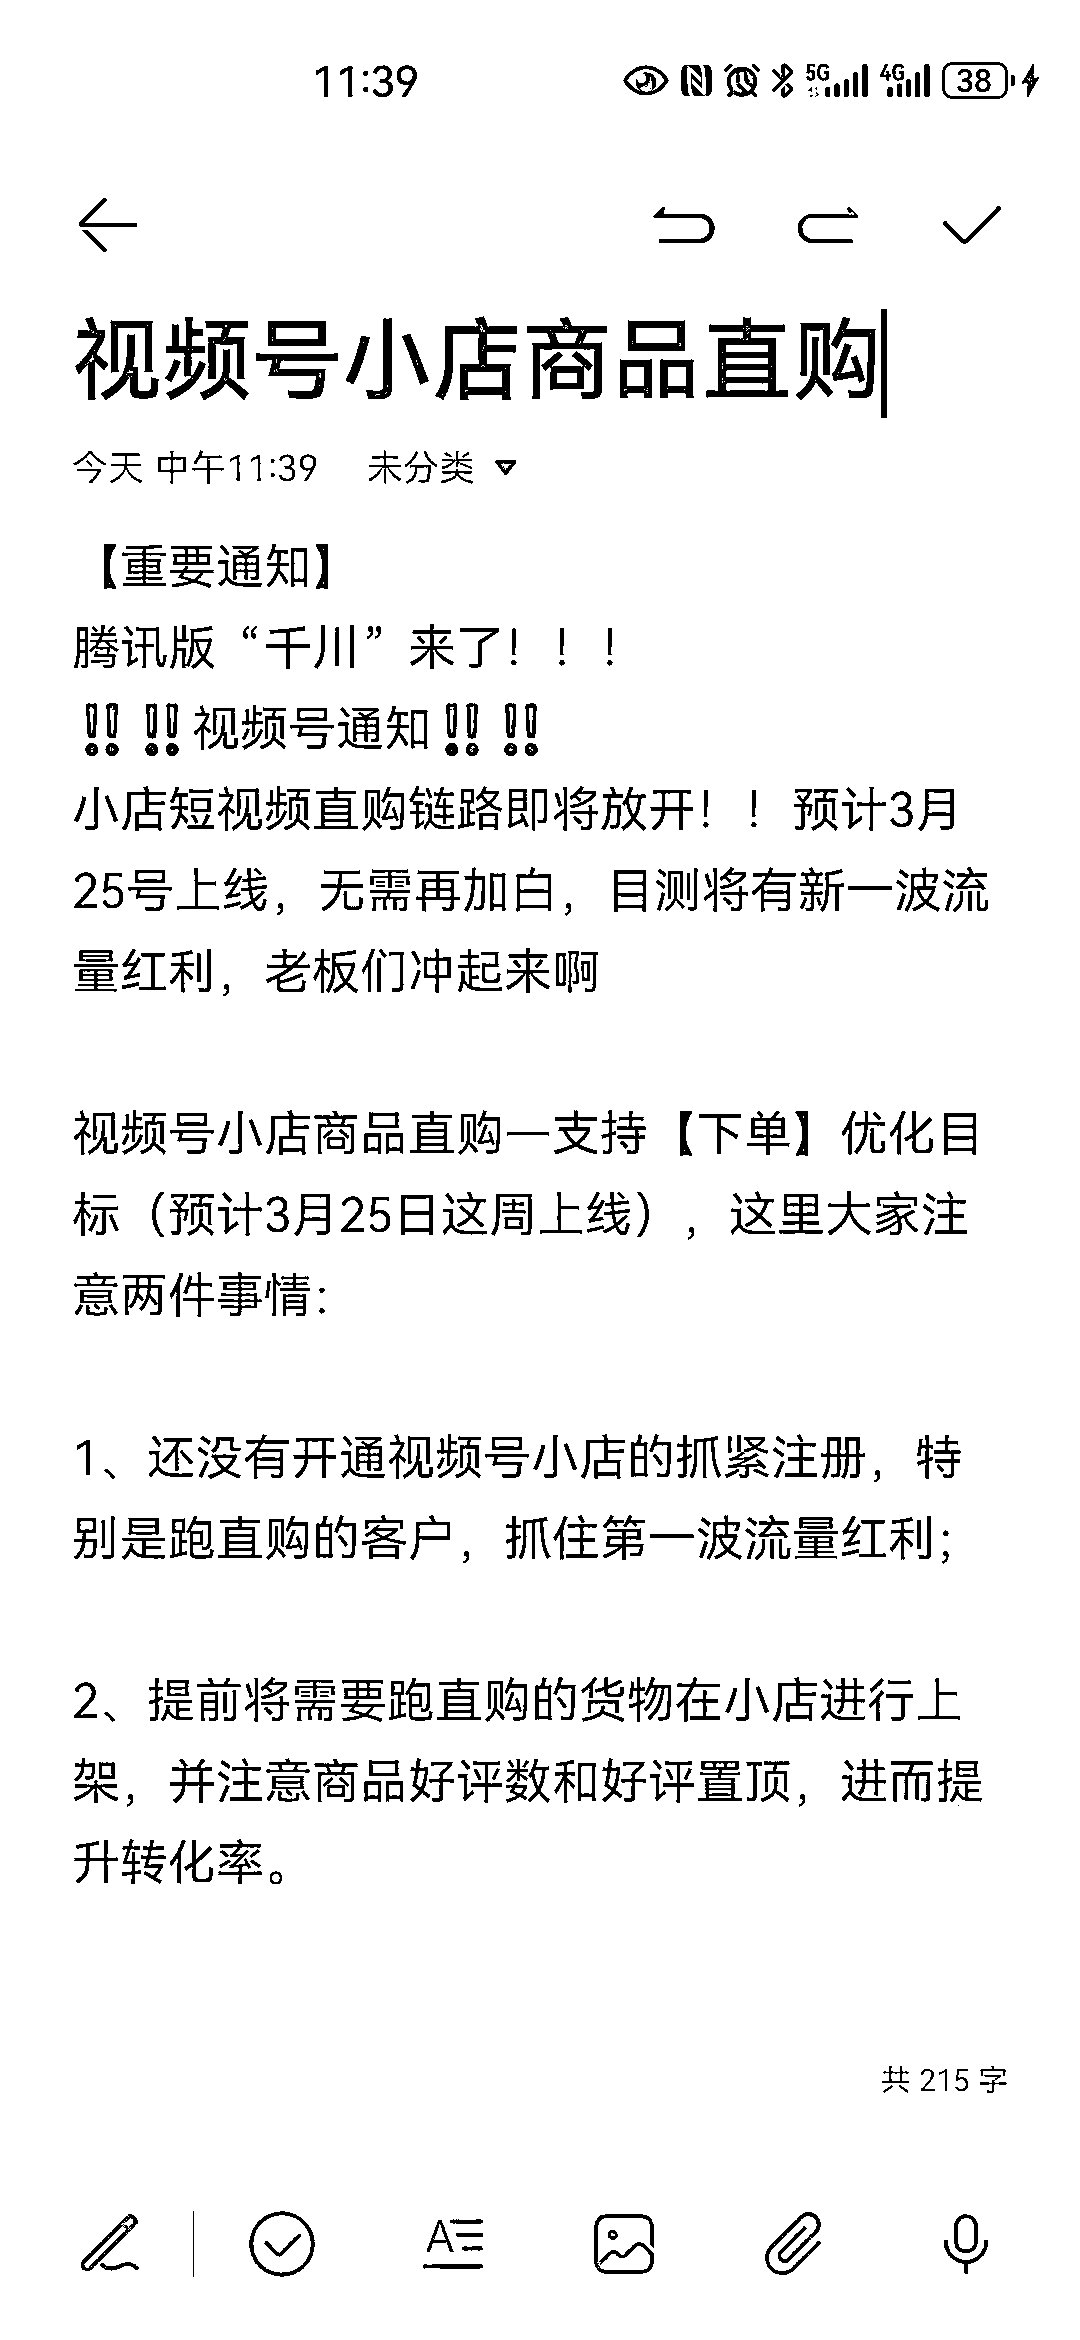 11:39 5G 4G 38
视频号小店商品直购
今天 中午11:39 未分类
【重要通知】
腾讯版“千川”来了！！！
‼️‼️视频号通知‼️‼️
小店短视频直购链路即将放开！！预计3月
25号上线，无需再加白，目测将有新一波流
量红利，老板们冲起来啊
视频号小店商品直购—支持【下单】优化目
标（预计3月25日这周上线），这里大家注
意两件事情：
1、还没有开通视频号小店的抓紧注册，特
别是跑直购的客户，抓住第一波流量红利；
2、提前将需要跑直购的货物在小店进行上
架，并注意商品好评数和好评置顶，进而提
升转化率。
共 215 字